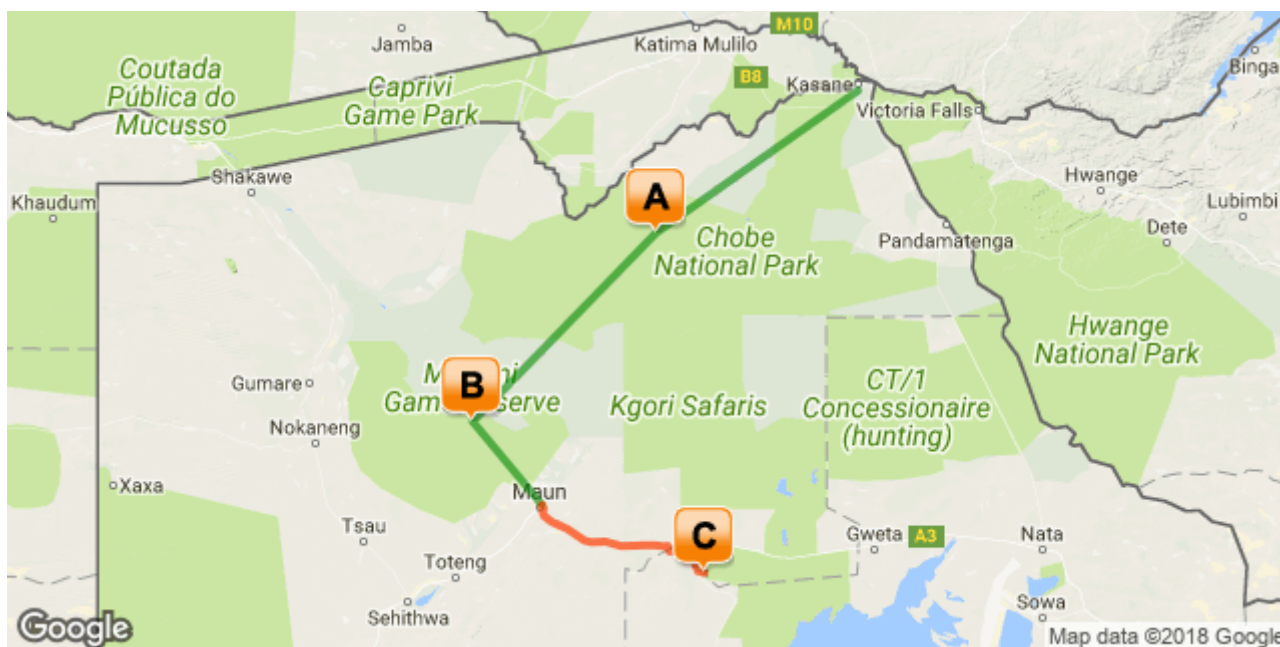 M10
Jamba
Katima Mulilo
Coutada
Pública do
Mucusso
Caprivi
Game Park
B8
Kasane
Binga
Victoria Falls
Shakawe
Khaudum
Hwange
Lubimbi
A
Chobe
National Park
Dete
Pandamatenga
Hwange
National Park
B
Gumare
Kgori Safaris
CT/1
Concessionaire
(hunting)
Nokaneng
Xaxa
Maun
Tsau
C
Gweta
A3
Nata
Toteng
Sehithwa
Sowa
Google
Map data ©2018 Google